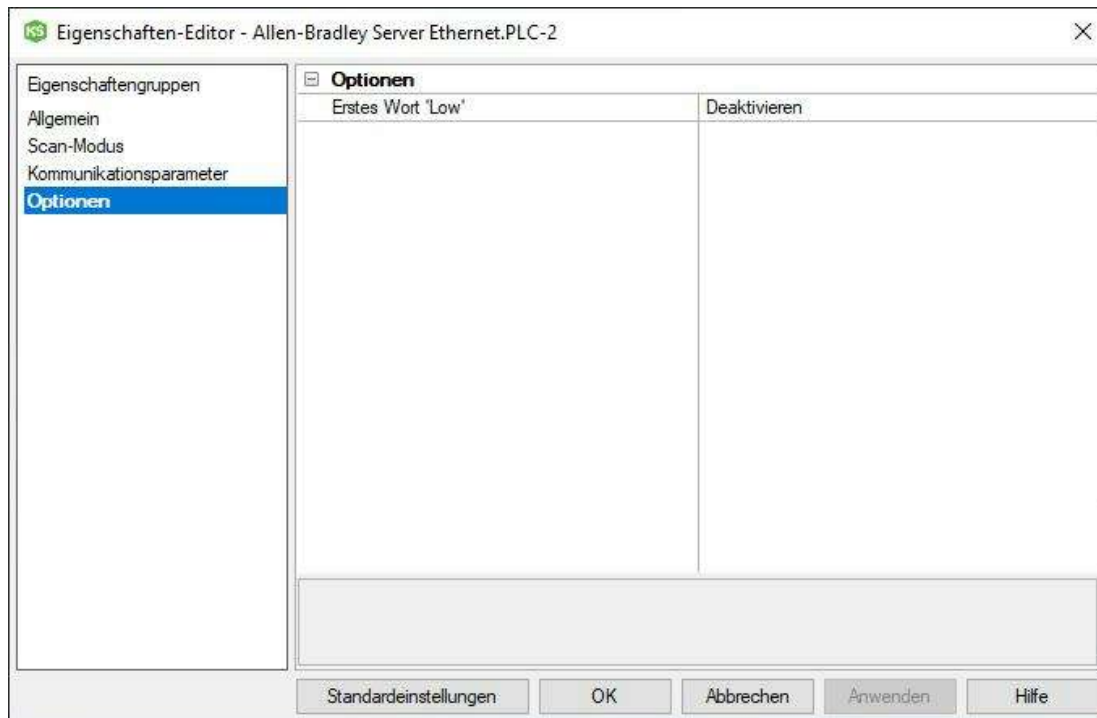 KS Eigenschaften-Editor - Allen-Bradley Server Ethernet.PLC-2
Eigenschaftengruppen
Allgemein
Scan-Modus
Kommunikationsparameter
Optionen
Optionen
Erstes Wort 'Low' Deaktivieren
Standardeinstellungen OK Abbrechen Anwenden Hilfe